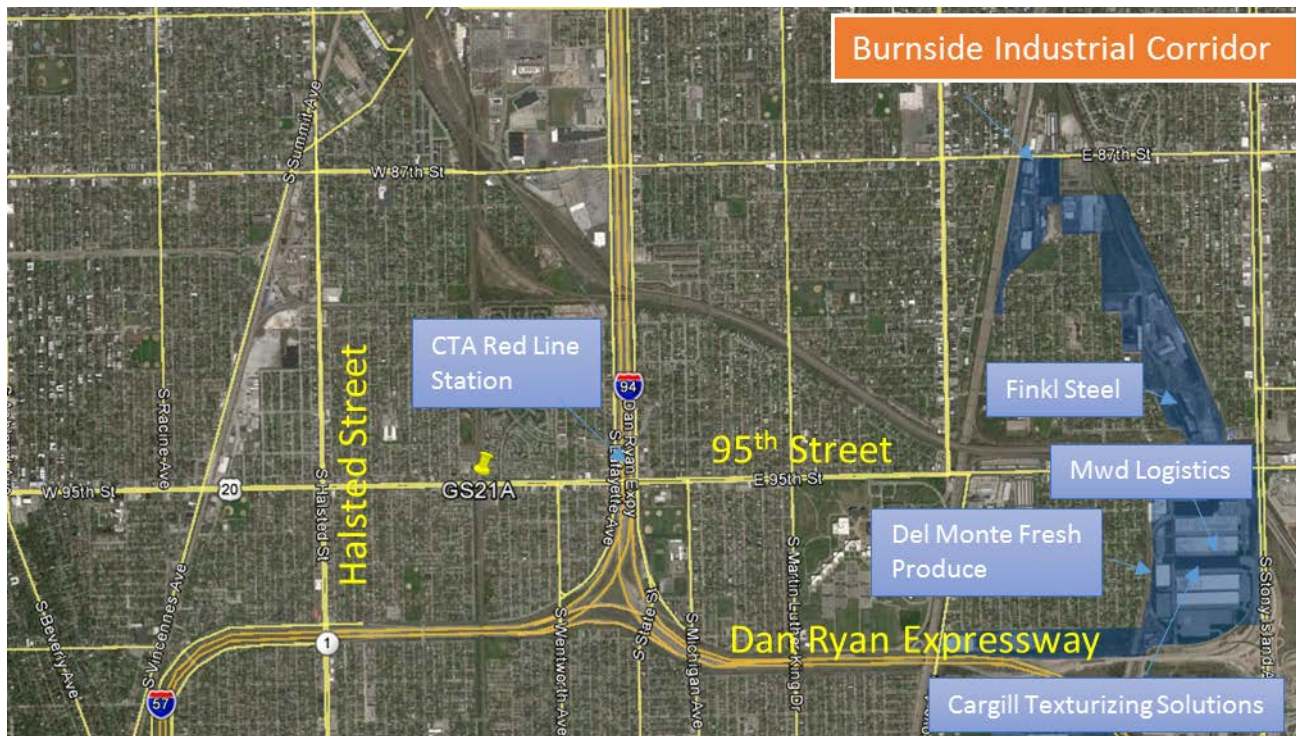 Burnside Industrial Corridor
S Summit Ave
W 87th St
E 87th St
CTA Red Line
Station
94
Dan Ryan Expy
S Lafayette Ave
Finkl Steel
S Racine Ave
Halsted Street
95th Street
Mwd Logistics
W 95th St
20
S Halsted St
GS21A
E 95th St
Del Monte Fresh
Produce
S Vincennes Ave
S Beverly Ave
1
57
S Wentworth Ave
S State St
S Michigan Ave
S Martin Luther King Dr
Dan Ryan Expressway
S Stony Island A
Cargill Texturizing Solutions